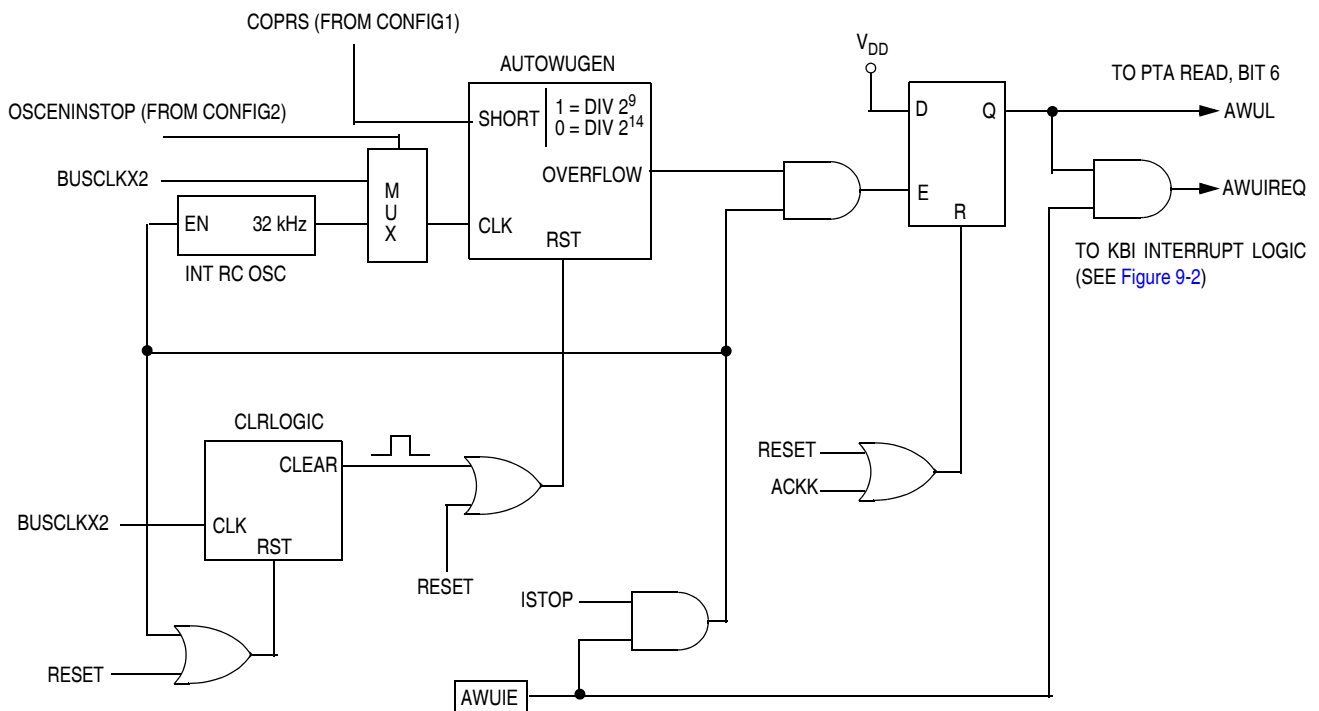 COPRS (FROM CONFIG1)
VDD
AUTOWUGEN
TO PTA READ, BIT 6
SHORT
1 = DIV 2^9
0 = DIV 2^14
D
Q
AWUL
OSCENINSTOP (FROM CONFIG2)
OVERFLOW
BUSCLKX2
MUX
E
AWUIREQ
EN
32 kHz
CLK
RST
R
INT RC OSC
TO KBI INTERRUPT LOGIC
(SEE Figure 9-2)
CLRLOGIC
CLEAR
RESET
ACKK
BUSCLKX2
CLK
RST
RESET
ISTOP
RESET
AWUIE